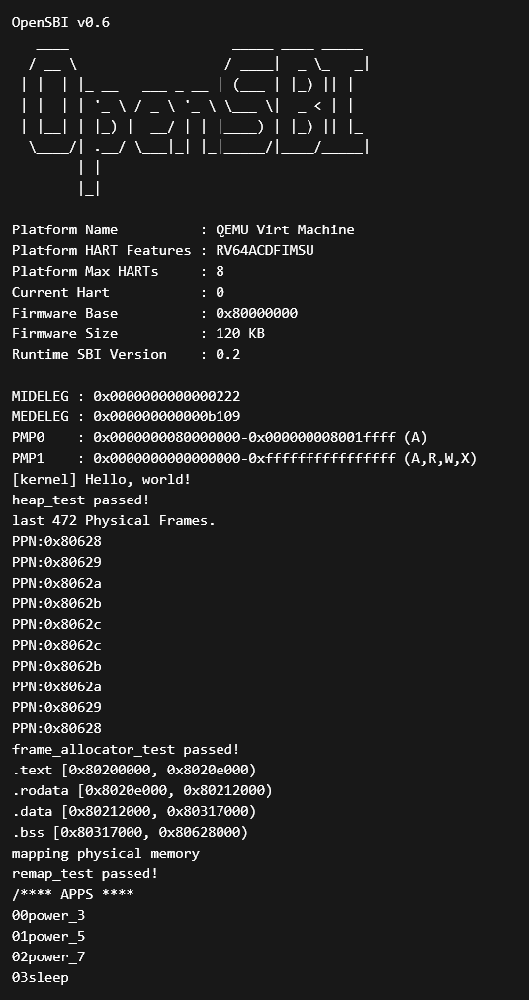 OpenSBI v0.6
   ____                    _____ ____ _____
  / __ \                  / ____|  _ \_   _|
 | |  | |_ __   ___ _ __ | (___ | |_) || |
 | |  | | '_ \ / _ \ '_ \ \___ \|  _ < | |
 | |__| | |_) |  __/ | | |____) | |_) || |_
  \____/| .__/ \___|_| |_|_____/|____/_____|
        | |
        |_|
Platform Name          : QEMU Virt Machine
Platform HART Features : RV64ACDFIMSU
Platform Max HARTs     : 8
Current Hart           : 0
Firmware Base          : 0x80000000
Firmware Size          : 120 KB
Runtime SBI Version    : 0.2
MIDELEG : 0x0000000000000222
MEDELEG : 0x000000000000b109
PMP0    : 0x0000000080000000-0x000000008001ffff (A)
PMP1    : 0x0000000000000000-0xffffffffffffffff (A,R,W,X)
[kernel] Hello, world!
heap_test passed!
last 472 Physical Frames.
PPN:0x80628
PPN:0x80629
PPN:0x8062a
PPN:0x8062b
PPN:0x8062c
PPN:0x8062c
PPN:0x8062b
PPN:0x8062a
PPN:0x80629
PPN:0x80628
frame_allocator_test passed!
.text [0x80200000, 0x8020e000)
.rodata [0x8020e000, 0x80212000)
.data [0x80212000, 0x80317000)
.bss [0x80317000, 0x80628000)
mapping physical memory
remap_test passed!
/**** APPS ****
00power_3
01power_5
02power_7
03sleep